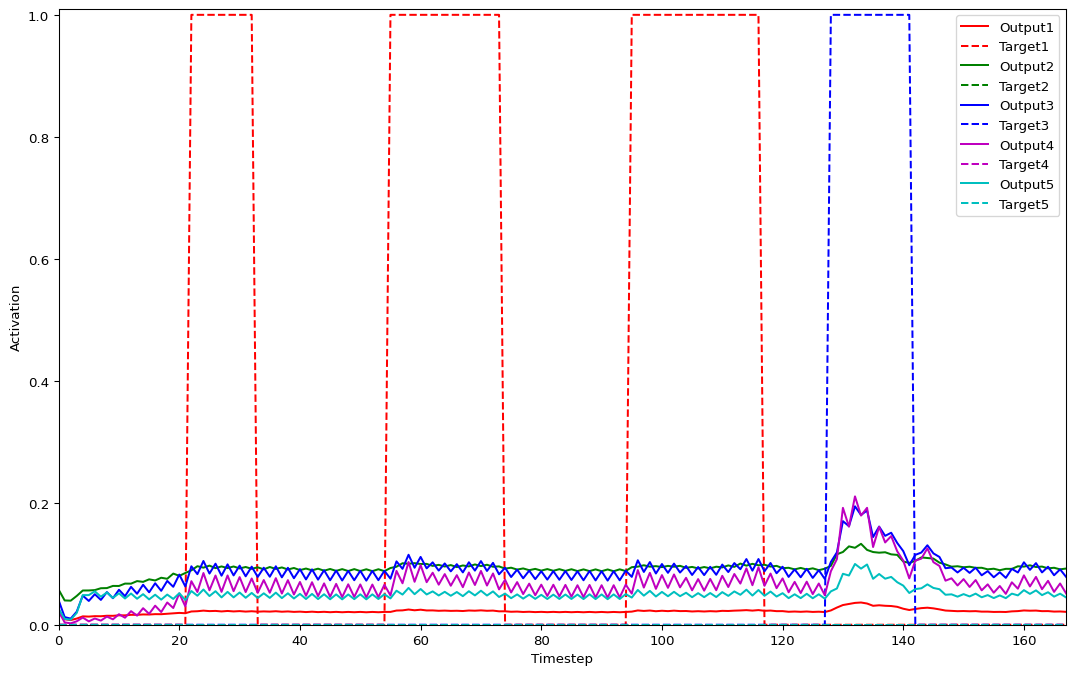 1.0
0.8
0.6
0.4
0.2
0.0
Activation
0
20
40
60
80
100
120
140
160
Timestep
Output1
Target1
Output2
Target2
Output3
Target3
Output4
Target4
Output5
Target5